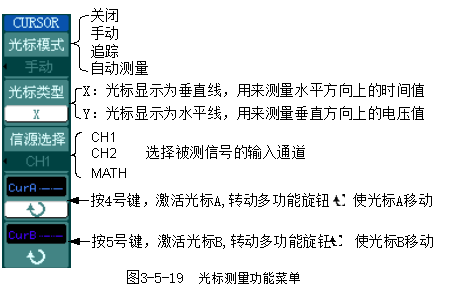 CURSOR
光标模式
手动
关闭
手动
追踪
自动测量
光标类型
X
X：光标显示为垂直线，用来测量水平方向上的时间值
Y：光标显示为水平线，用来测量垂直方向上的电压值
信源选择
CH1
CH1
CH2 选择被测信号的输入通道
MATH
CurA
按4号键，激活光标A,转动多功能旋钮 使光标A移动
CurB
按5号键，激活光标B,转动多功能旋钮 使光标B移动
图3-5-19 光标测量功能菜单